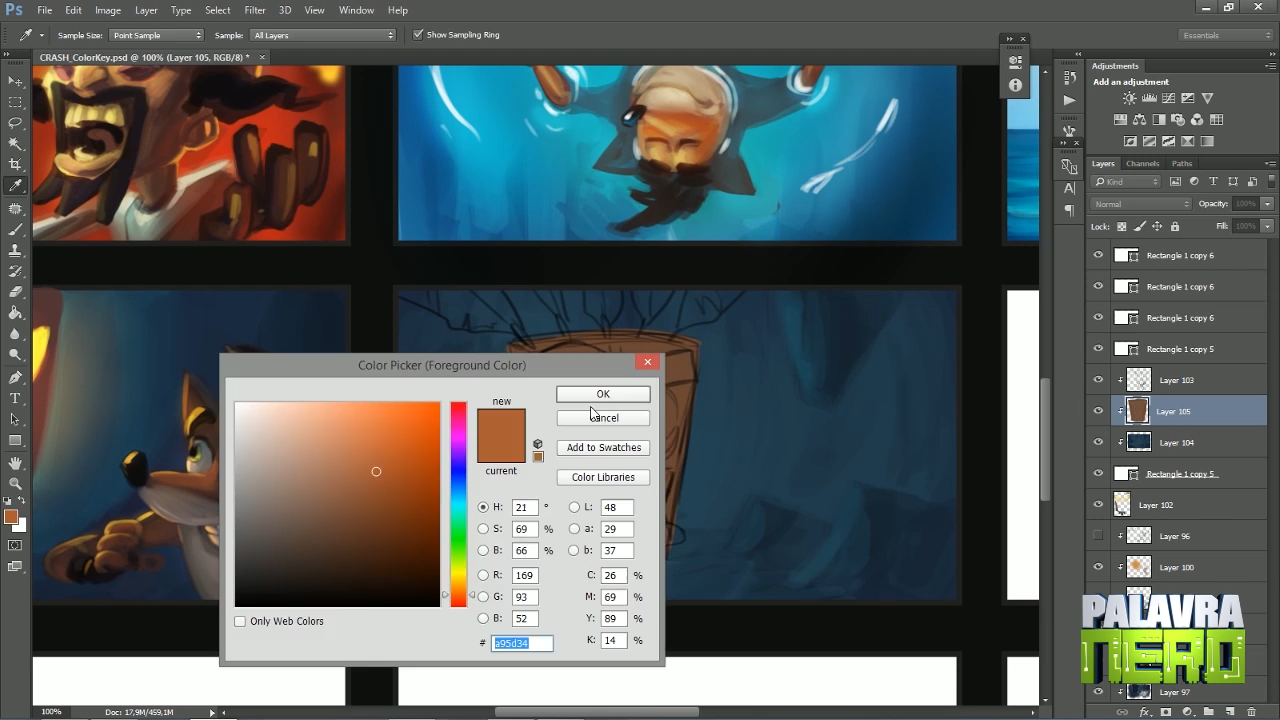 Ps File Edit Image Layer Type Select Filter 3D View Window Help
Sample Size: Point Sample Sample: All Layers Show Sampling Ring Essentials
CRASH_ColorKey.psd @ 100% (Layer 105, RGB/8) * ×
Adjustments
Add an adjustment
Layers Channels Paths
Kind
Normal Opacity: 100%
Lock: Fill: 100%
Rectangle 1 copy 6
Rectangle 1 copy 6
Rectangle 1 copy 6
Rectangle 1 copy 5
Layer 103
Layer 105
Layer 104
Rectangle 1 copy 5
Layer 102
Layer 96
Layer 100
Layer 97
Color Picker (Foreground Color)
new
current
OK
Cancel
Add to Swatches
Color Libraries
H: 21 ° L: 48
S: 69 % a: 29
B: 66 % b: 37
R: 169 C: 26 %
G: 93 M: 69 %
B: 52 Y: 89 %
# a95d34 K: 14 %
Only Web Colors
PALAVRA
NERD
100% Doc: 17,9M/459,1M